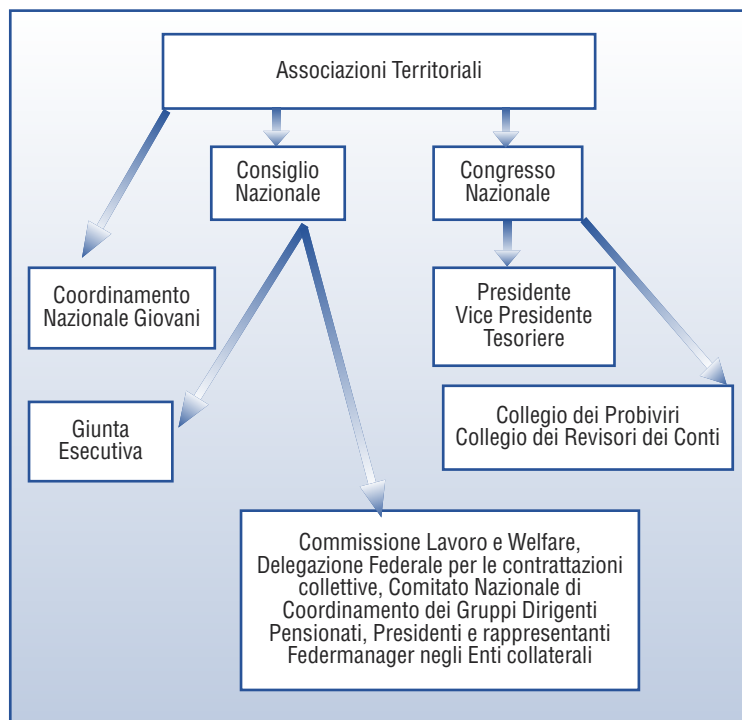 Associazioni Territoriali
Consiglio
Nazionale
Congresso
Nazionale
Coordinamento
Nazionale Giovani
Presidente
Vice Presidente
Tesoriere
Giunta
Esecutiva
Collegio dei Probiviri
Collegio dei Revisori dei Conti
Commissione Lavoro e Welfare,
Delegazione Federale per le contrattazioni
collettive, Comitato Nazionale di
Coordinamento dei Gruppi Dirigenti
Pensionati, Presidenti e rappresentanti
Federmanager negli Enti collaterali